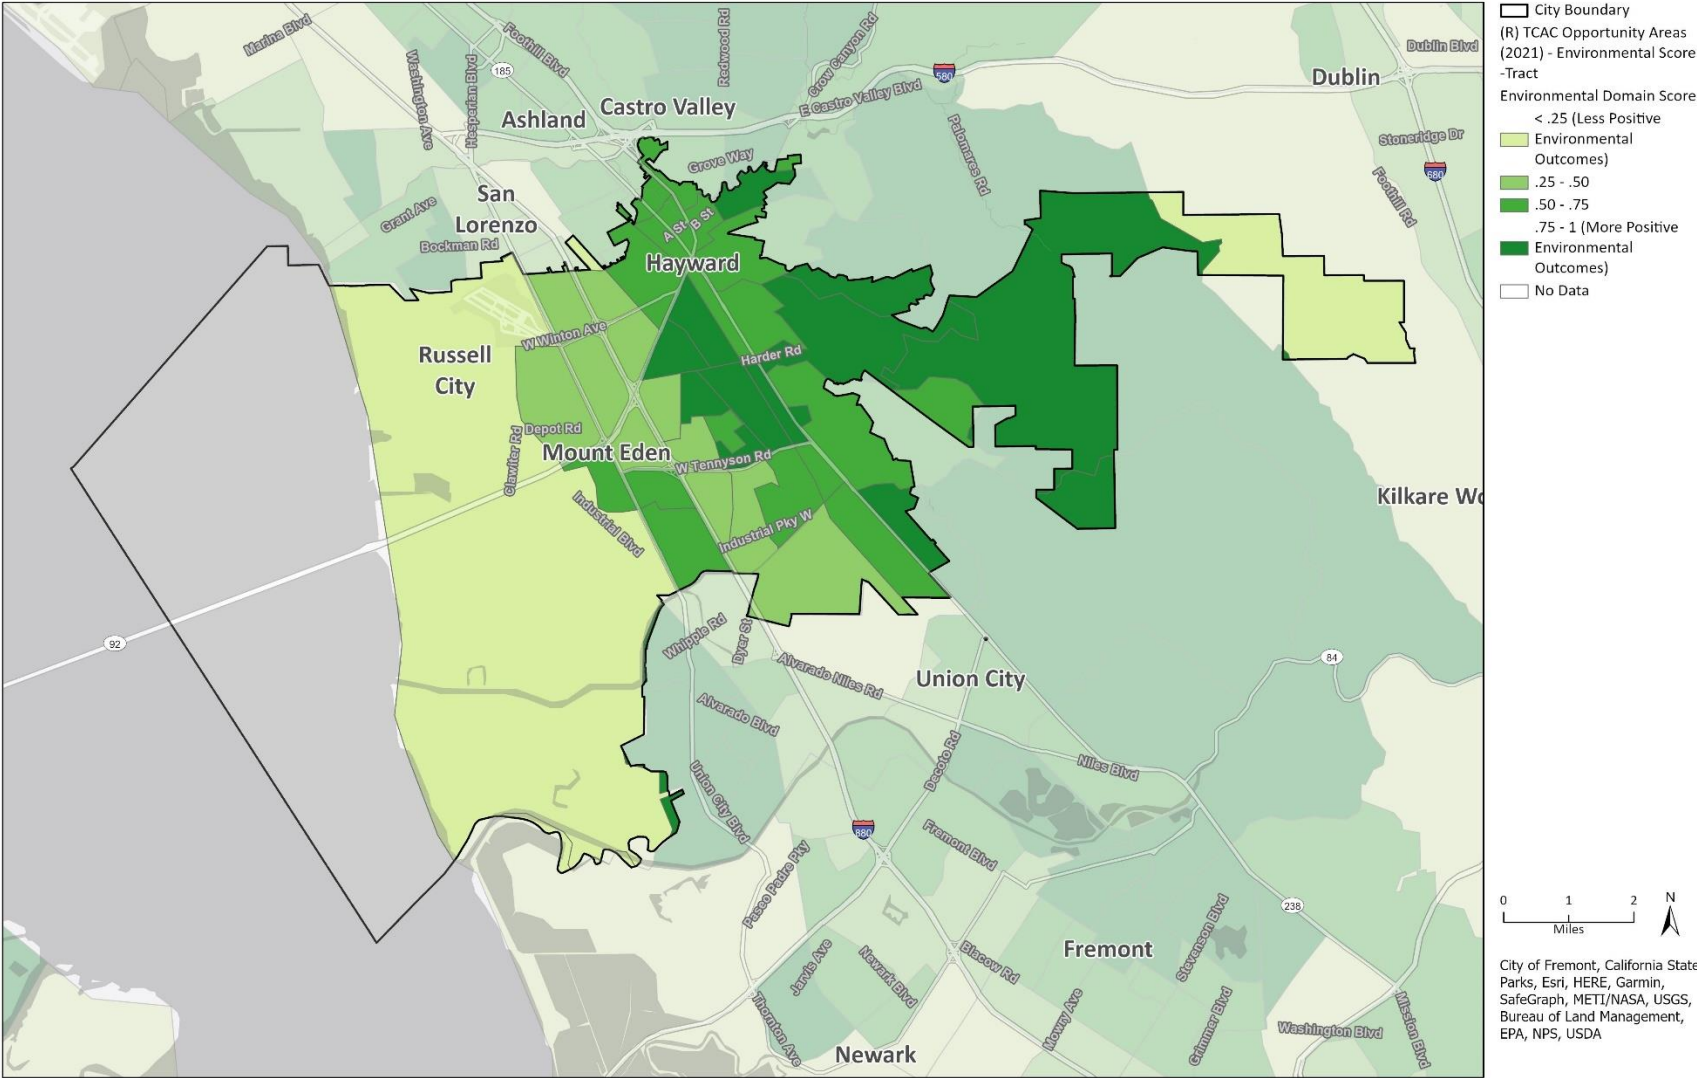 Marina Blvd
Washington Ave
Hesperian Blvd
185
Foothill Blvd
Redwood Rd
Crow Canyon Rd
E Castro Valley Blvd
580
Dublin Blvd
Dublin
Castro Valley
Ashland
Palomares Rd
Stoneridge Dr
680
Foothill Rd
Grove Way
San
Lorenzo
Grant Ave
Bockman Rd
A St
B St
Hayward
Russell
City
W Winton Ave
Harder Rd
Depot Rd
Clawiter Rd
Mount Eden
W Tennyson Rd
Industrial Blvd
Industrial Pky W
Kilkare Wo
92
Whipple Rd
Dyer St
Alvarado Niles Rd
Union City
84
Alvarado Blvd
Union City Blvd
Decoto Rd
Niles Blvd
880
Fremont Blvd
Paseo Padre Pky
238
Jarvis Ave
Newark Blvd
Blacow Rd
Fremont
Stevenson Blvd
Thornton Ave
Mowry Ave
Grimmer Blvd
Washington Blvd
Mission Blvd
Newark
City Boundary
(R) TCAC Opportunity Areas
(2021) - Environmental Score
-Tract
Environmental Domain Score
< .25 (Less Positive
Environmental
Outcomes)
.25 - .50
.50 - .75
.75 - 1 (More Positive
Environmental
Outcomes)
No Data
0 1 2
Miles
N
City of Fremont, California State
Parks, Esri, HERE, Garmin,
SafeGraph, METI/NASA, USGS,
Bureau of Land Management,
EPA, NPS, USDA